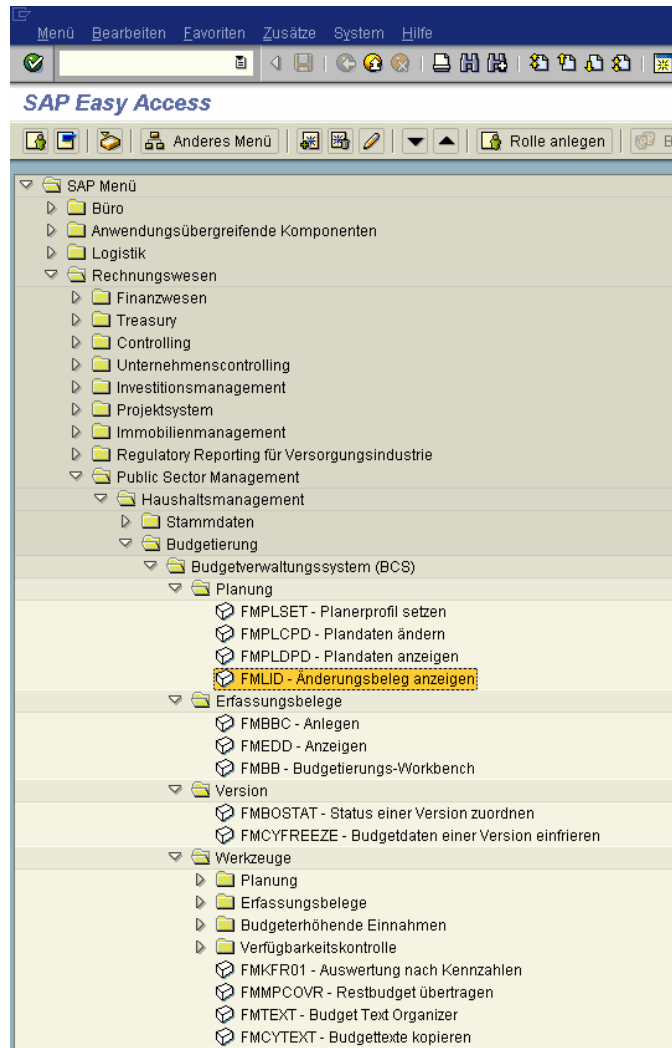 Menü Bearbeiten Favoriten Zusätze System Hilfe
SAP Easy Access
Anderes Menü Rolle anlegen B
SAP Menü
Büro
Anwendungsübergreifende Komponenten
Logistik
Rechnungswesen
Finanzwesen
Treasury
Controlling
Unternehmenscontrolling
Investitionsmanagement
Projektsystem
Immobilienmanagement
Regulatory Reporting für Versorgungsindustrie
Public Sector Management
Haushaltsmanagement
Stammdaten
Budgetierung
Budgetverwaltungssystem (BCS)
Planung
FMPLSET - Planerprofil setzen
FMPLCPD - Plandaten ändern
FMPLDPD - Plandaten anzeigen
FMLID - Änderungsbeleg anzeigen
Erfassungsbelege
FMBBC - Anlegen
FMEDD - Anzeigen
FMBB - Budgetierungs-Workbench
Version
FMBOSTAT - Status einer Version zuordnen
FMCYFREEZE - Budgetdaten einer Version einfrieren
Werkzeuge
Planung
Erfassungsbelege
Budgeterhöhende Einnahmen
Verfügbarkeitskontrolle
FMKFR01 - Auswertung nach Kennzahlen
FMMPCOVR - Restbudget übertragen
FMTEXT - Budget Text Organizer
FMCYTEXT - Budgettexte kopieren